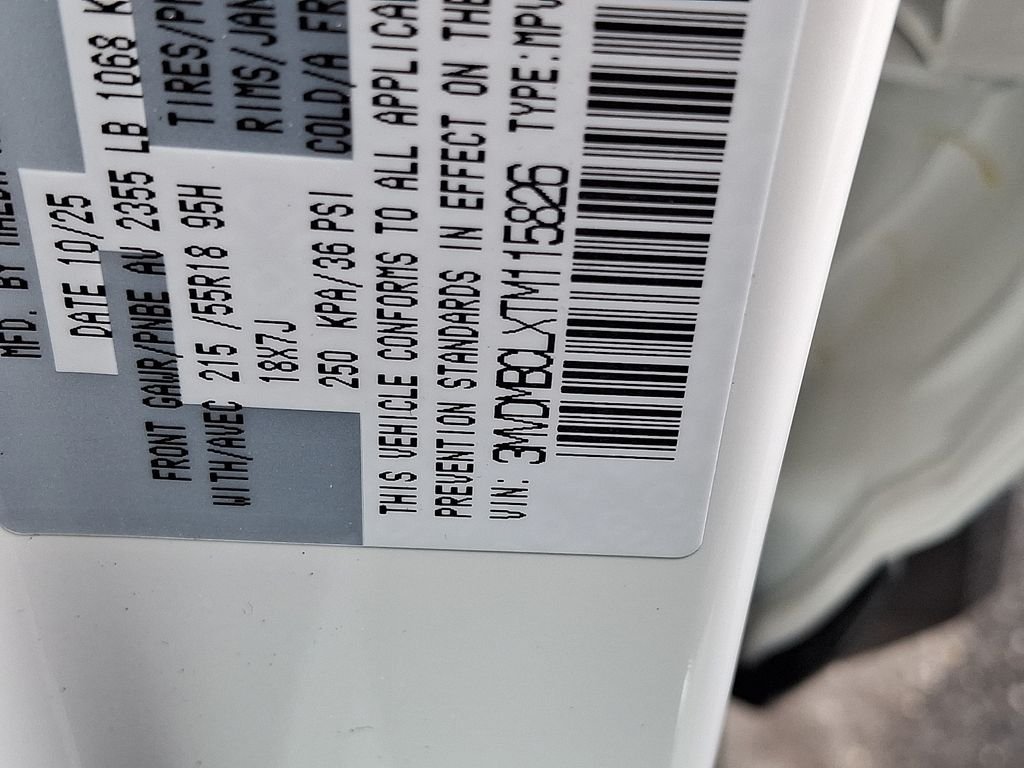 MFD. BY
DATE 10/25
FRONT GAWR/PNBE AV 2355 LB 1068 K
WITH/AVEC 215 /55R18 95H TIRES/P
18X7J RIMS/JAN
250 KPA/36 PSI COLD/A FR
THIS VEHICLE CONFORMS TO ALL APPLICA
PREVENTION STANDARDS IN EFFECT ON THE
VIN: 3MVDMBCLXTM115826 TYPE:MPV